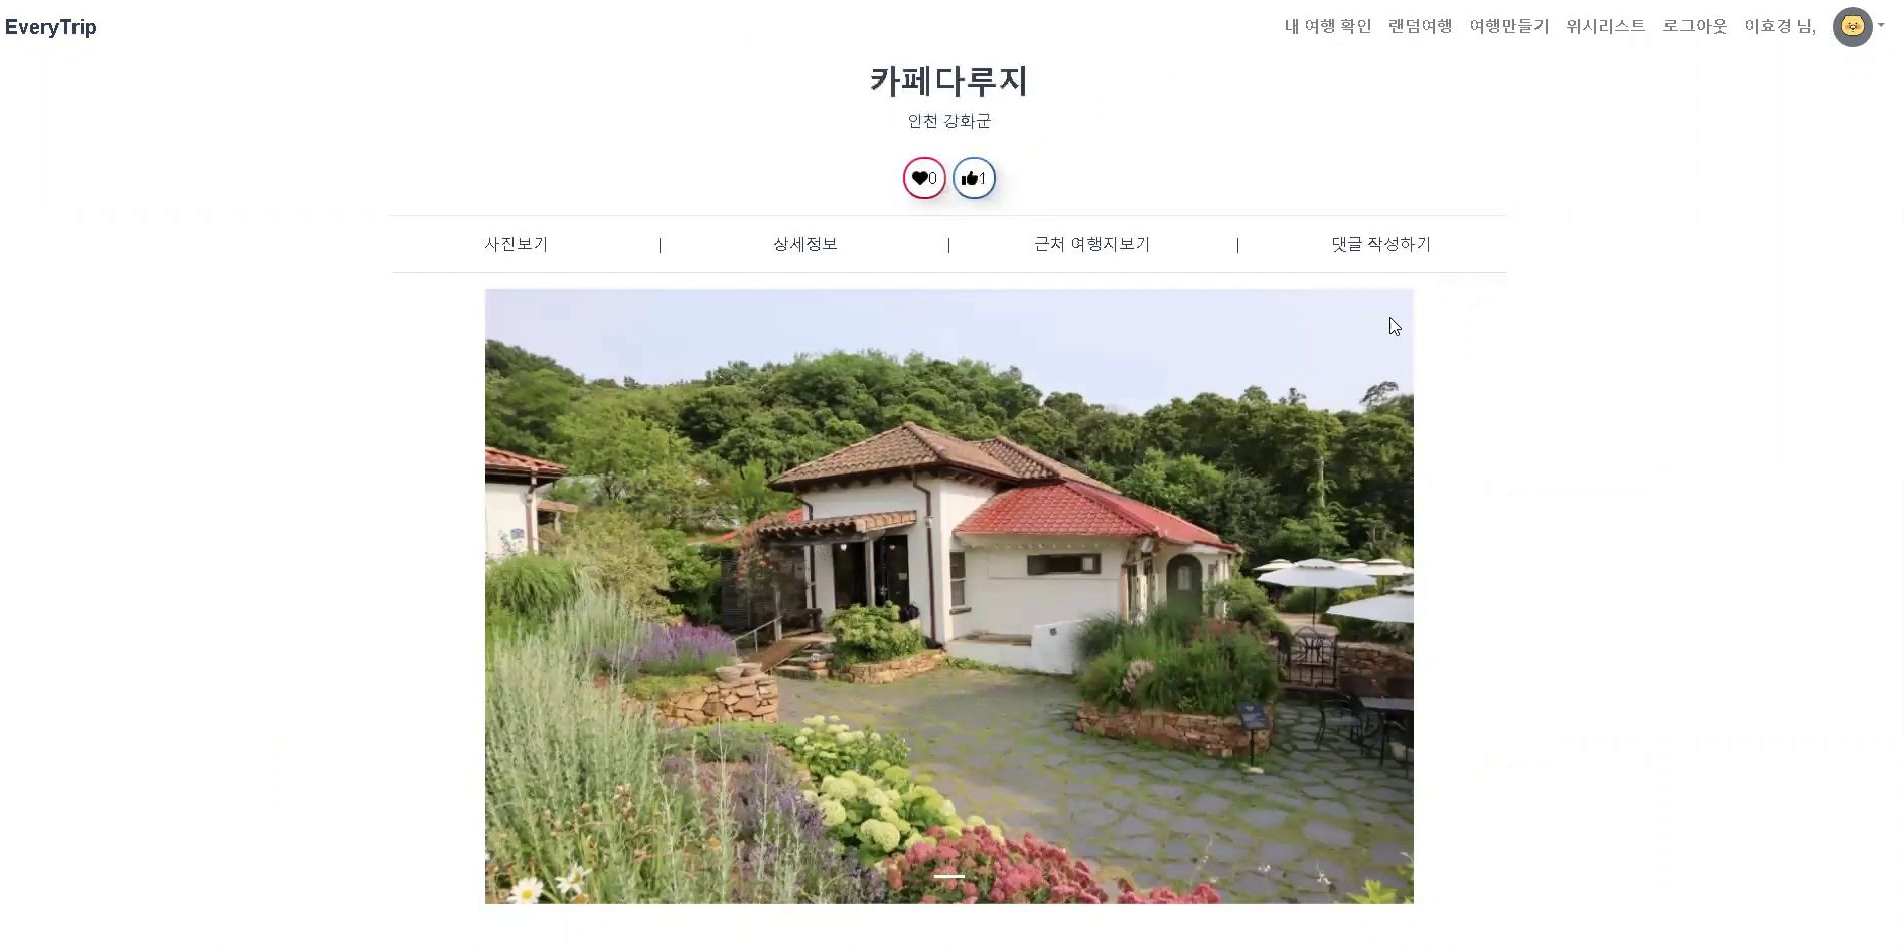 EveryTrip 내 여행 확인 랜덤여행 여행만들기 위시리스트 로그아웃 이효경 님,
카페다루지
인천 강화군
0 1
사진보기 | 상세정보 | 근처 여행지보기 | 댓글 작성하기